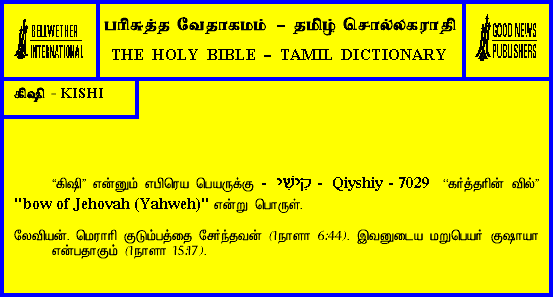 BELLWETHER
INTERNATIONAL
பரிசுத்த வேதாகமம் – தமிழ் சொல்லகராதி
THE HOLY BIBLE – TAMIL DICTIONARY
GOOD NEWS
PUBLISHERS
கிஷி - KISHI
“கிஷி” என்னும் எபிரெய பெயருக்கு - קִישִׁי - Qiyshiy - 7029 “கர்த்தரின் வில்”
"bow of Jehovah (Yahweh)" என்று பொருள்.
லேவியன். மெராரி குடும்பத்தை சேர்ந்தவன் (1நாளா 6:44). இவனுடைய மறுபெயர் குஷாயா
என்பதாகும் (1நாளா 15:17).